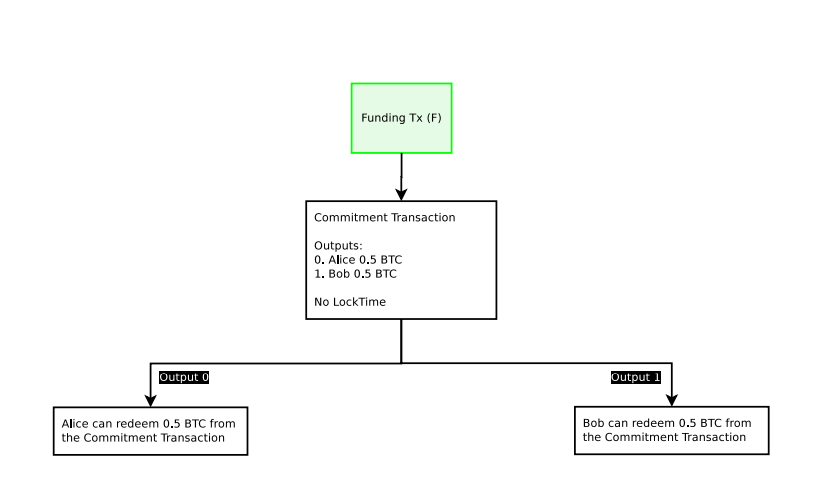 Funding Tx (F)
Commitment Transaction
Outputs:
0. Alice 0.5 BTC
1. Bob 0.5 BTC
No LockTime
Output 0
Output 1
Alice can redeem 0.5 BTC from
the Commitment Transaction
Bob can redeem 0.5 BTC from
the Commitment Transaction